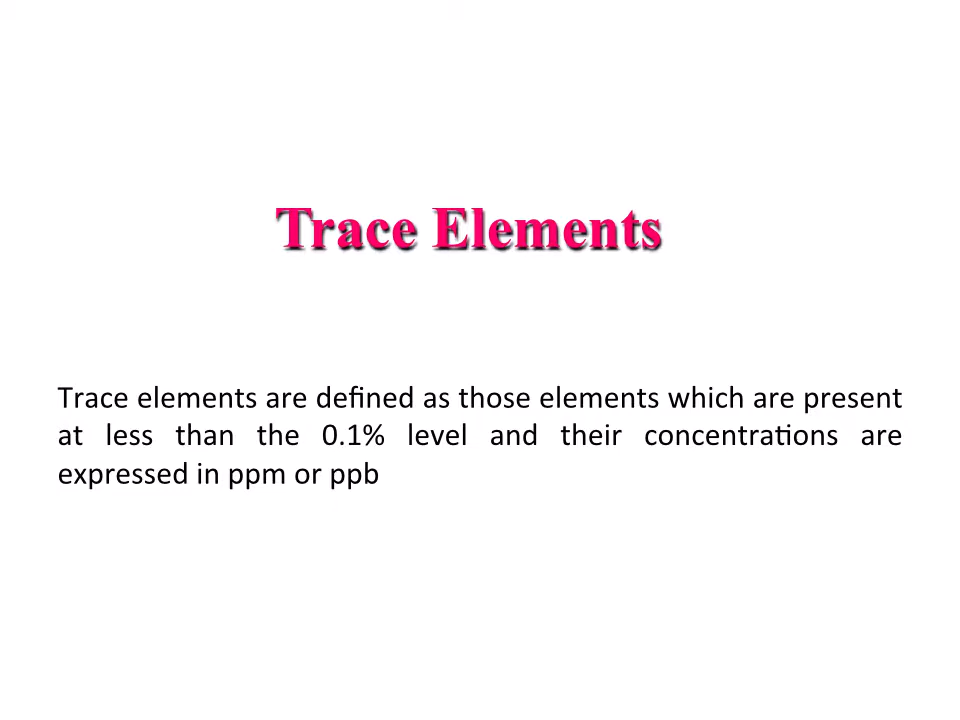 Trace Elements
Trace elements are defined as those elements which are present
at less than the 0.1% level and their concentrations are
expressed in ppm or ppb